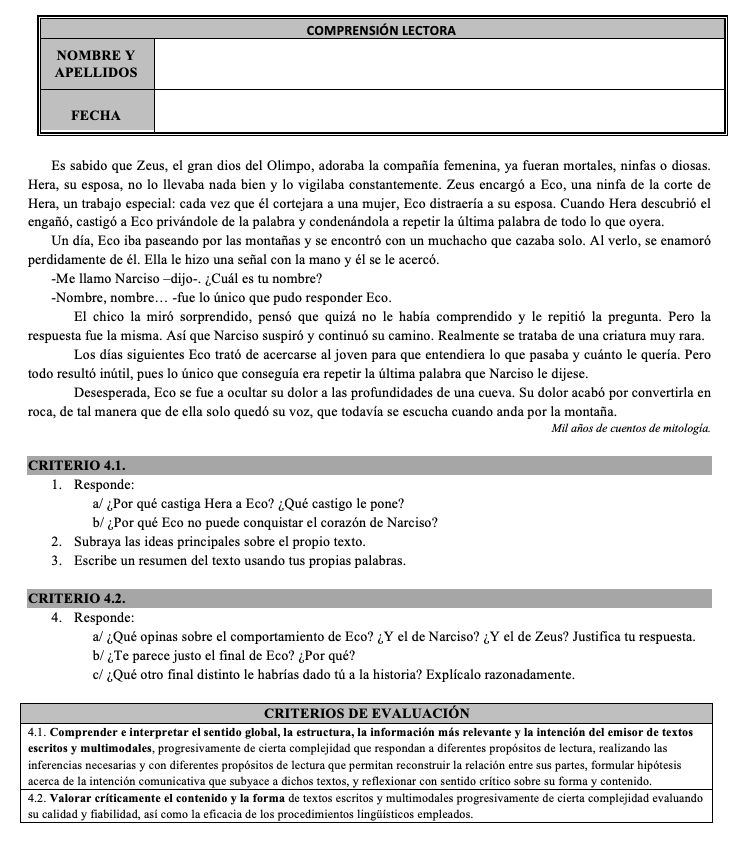 COMPRENSIÓN LECTORA
NOMBRE Y
APELLIDOS
FECHA
Es sabido que Zeus, el gran dios del Olimpo, adoraba la compañía femenina, ya fueran mortales, ninfas o diosas.
Hera, su esposa, no lo llevaba nada bien y lo vigilaba constantemente. Zeus encargó a Eco, una ninfa de la corte de
Hera, un trabajo especial: cada vez que él cortejara a una mujer, Eco distraería a su esposa. Cuando Hera descubrió el
engañó, castigó a Eco privándole de la palabra y condenándola a repetir la última palabra de todo lo que oyera.
Un día, Eco iba paseando por las montañas y se encontró con un muchacho que cazaba solo. Al verlo, se enamoró
perdidamente de él. Ella le hizo una señal con la mano y él se le acercó.
-Me llamo Narciso –dijo-. ¿Cuál es tu nombre?
-Nombre, nombre… -fue lo único que pudo responder Eco.
El chico la miró sorprendido, pensó que quizá no le había comprendido y le repitió la pregunta. Pero la
respuesta fue la misma. Así que Narciso suspiró y continuó su camino. Realmente se trataba de una criatura muy rara.
Los días siguientes Eco trató de acercarse al joven para que entendiera lo que pasaba y cuánto le quería. Pero
todo resultó inútil, pues lo único que conseguía era repetir la última palabra que Narciso le dijese.
Desesperada, Eco se fue a ocultar su dolor a las profundidades de una cueva. Su dolor acabó por convertirla en
roca, de tal manera que de ella solo quedó su voz, que todavía se escucha cuando anda por la montaña.
Mil años de cuentos de mitología.
CRITERIO 4.1.
1. Responde:
a/ ¿Por qué castiga Hera a Eco? ¿Qué castigo le pone?
b/ ¿Por qué Eco no puede conquistar el corazón de Narciso?
2. Subraya las ideas principales sobre el propio texto.
3. Escribe un resumen del texto usando tus propias palabras.
CRITERIO 4.2.
4. Responde:
a/ ¿Qué opinas sobre el comportamiento de Eco? ¿Y el de Narciso? ¿Y el de Zeus? Justifica tu respuesta.
b/ ¿Te parece justo el final de Eco? ¿Por qué?
c/ ¿Qué otro final distinto le habrías dado tú a la historia? Explícalo razonadamente.
CRITERIOS DE EVALUACIÓN
4.1. Comprender e interpretar el sentido global, la estructura, la información más relevante y la intención del emisor de textos
escritos y multimodales, progresivamente de cierta complejidad que respondan a diferentes propósitos de lectura, realizando las
inferencias necesarias y con diferentes propósitos de lectura que permitan reconstruir la relación entre sus partes, formular hipótesis
acerca de la intención comunicativa que subyace a dichos textos, y reflexionar con sentido crítico sobre su forma y contenido.
4.2. Valorar críticamente el contenido y la forma de textos escritos y multimodales progresivamente de cierta complejidad evaluando
su calidad y fiabilidad, así como la eficacia de los procedimientos lingüísticos empleados.